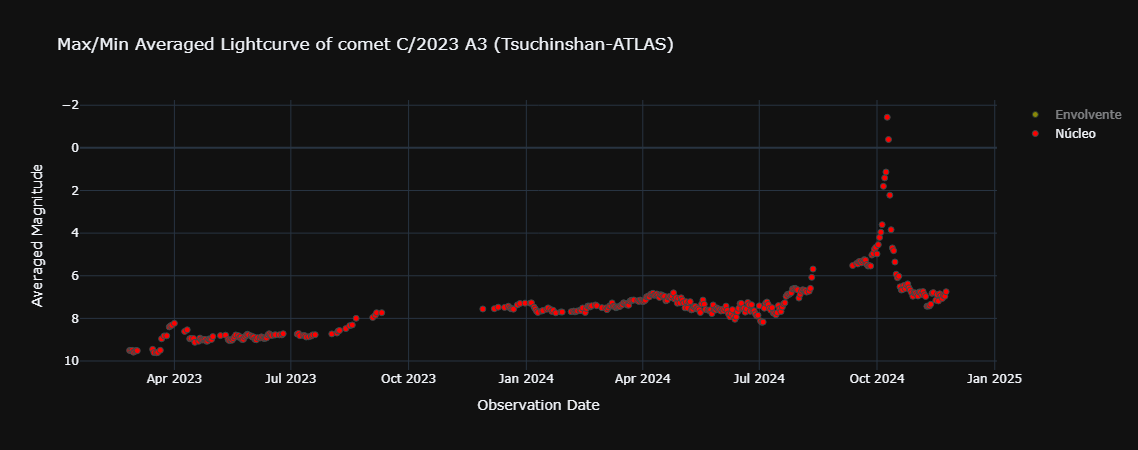 Max/Min Averaged Lightcurve of comet C/2023 A3 (Tsuchinshan-ATLAS)
Envolvente
Núcleo
Averaged Magnitude
−2
0
2
4
6
8
10
Apr 2023
Jul 2023
Oct 2023
Jan 2024
Apr 2024
Jul 2024
Oct 2024
Jan 2025
Observation Date